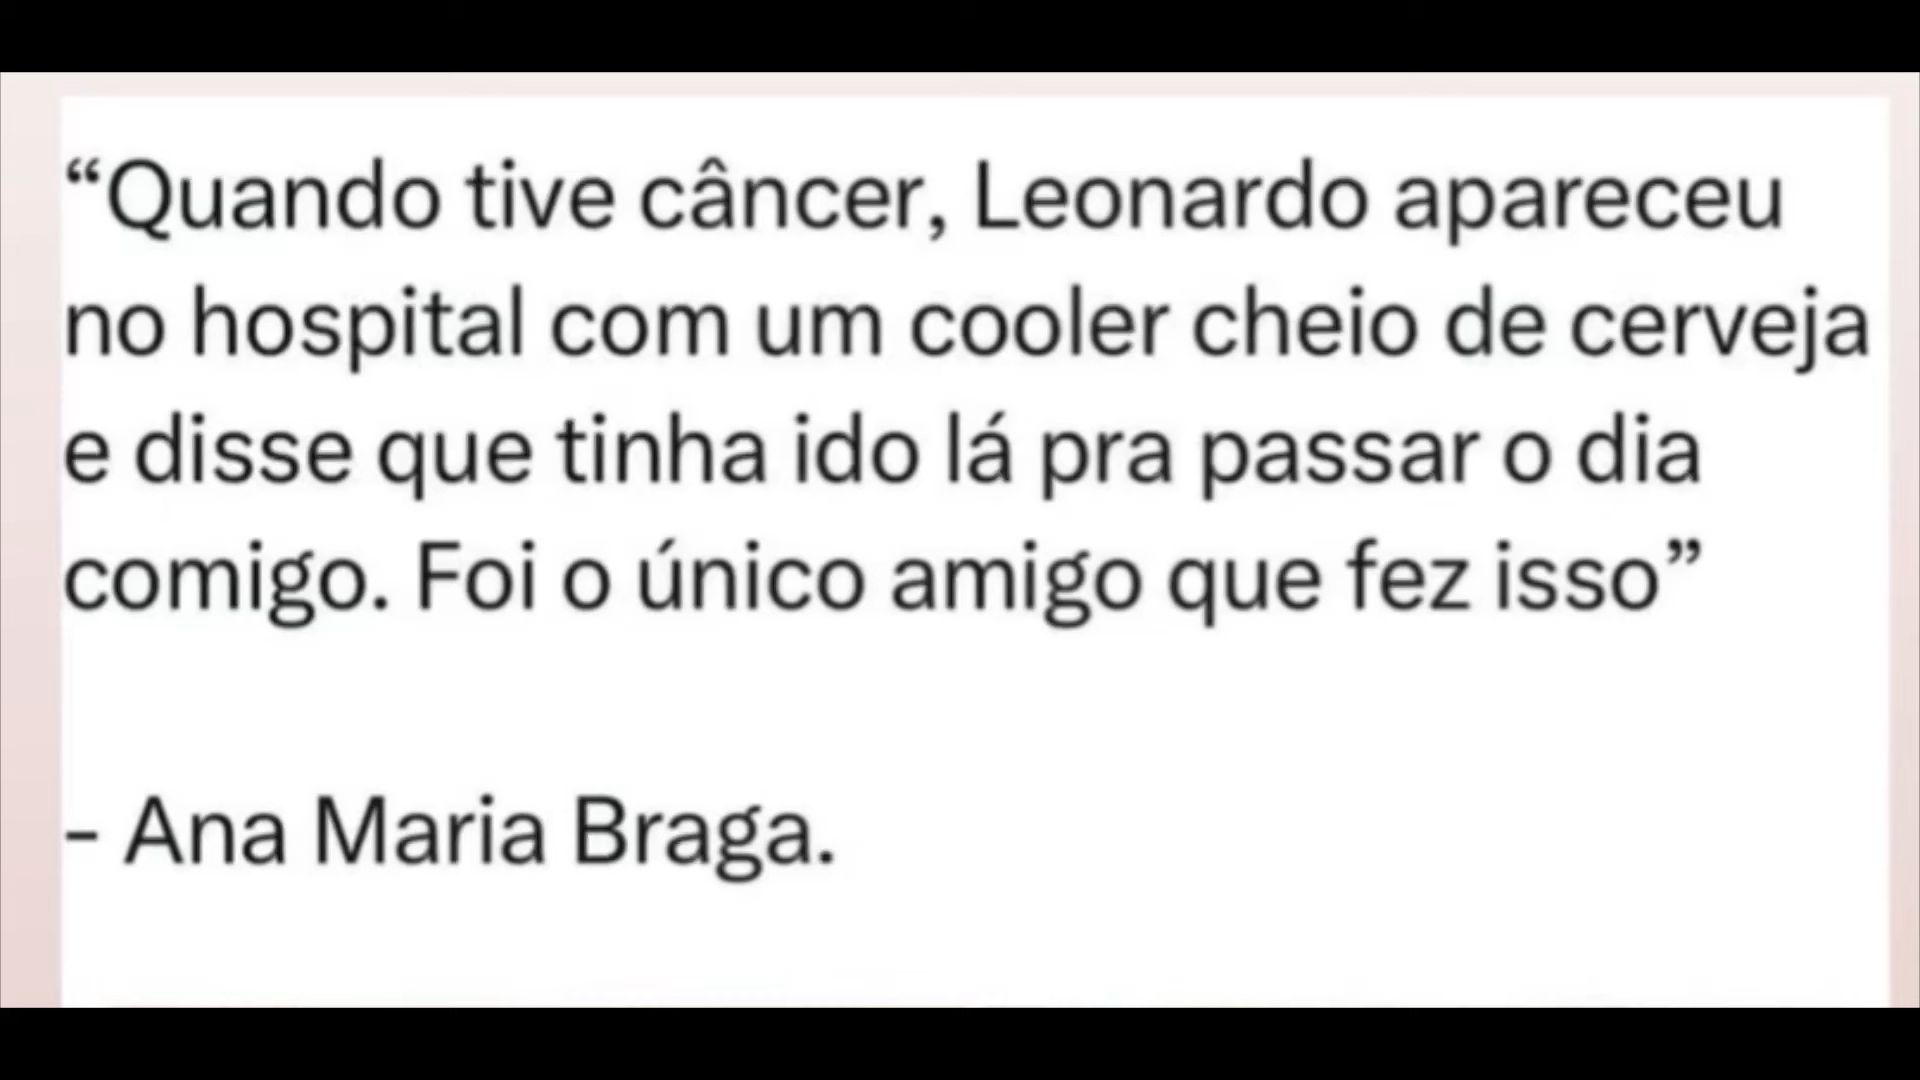 “Quando tive câncer, Leonardo apareceu
no hospital com um cooler cheio de cerveja
e disse que tinha ido lá pra passar o dia
comigo. Foi o único amigo que fez isso”
- Ana Maria Braga.